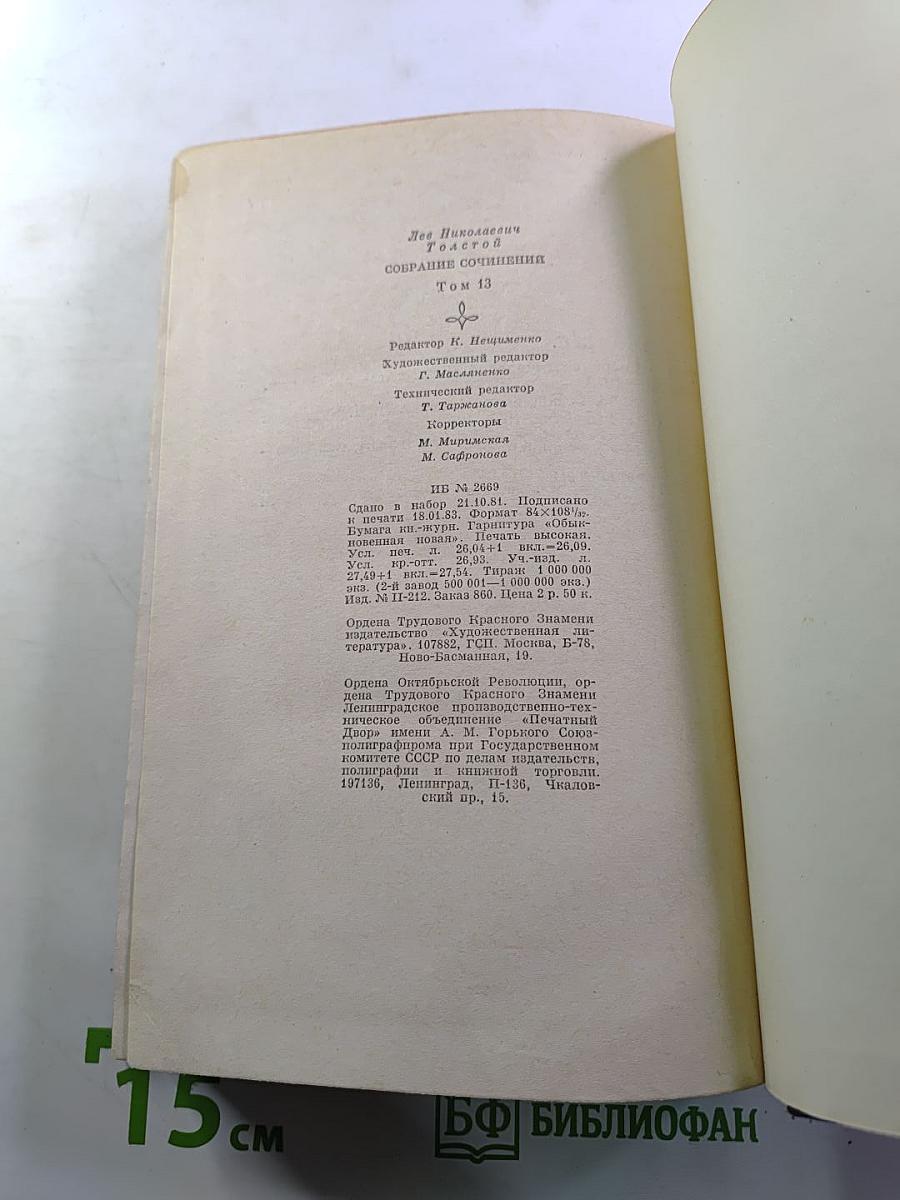 Лев Николаевич
Толстой
СОБРАНИЕ СОЧИНЕНИЙ
Том 13
Редактор К. Нещименко
Художественный редактор
Г. Масляненко
Технический редактор
Т. Таржанова
Корректоры
М. Миримская
М. Сафронова
ИБ № 2669
Сдано в набор 21.10.81. Подписано
к печати 18.01.83. Формат 84×108¹/₃₂.
Бумага кн.-журн. Гарнитура «Обык-
новенная новая». Печать высокая.
Усл. печ. л. 26,04+1 вкл.=26,09.
Усл. кр.-отт. 26,93. Уч.-изд. л.
27,49+1 вкл.=27,54. Тираж 1 000 000
экз. (2-й завод 500 001—1 000 000 экз.)
Изд. № II-212. Заказ 860. Цена 2 р. 50 к.
Ордена Трудового Красного Знамени
издательство «Художественная ли-
тература». 107882, ГСП. Москва, Б-78,
Ново-Басманная, 19.
Ордена Октябрьской Революции, ор-
дена Трудового Красного Знамени
Ленинградское производственно-тех-
ническое объединение «Печатный
Двор» имени А. М. Горького Союз-
полиграфпрома при Государственном
комитете СССР по делам издательств,
полиграфии и книжной торговли.
197136, Ленинград, П-136, Чкалов-
ский пр., 15.
15 см
БФ БИБЛИОФАН